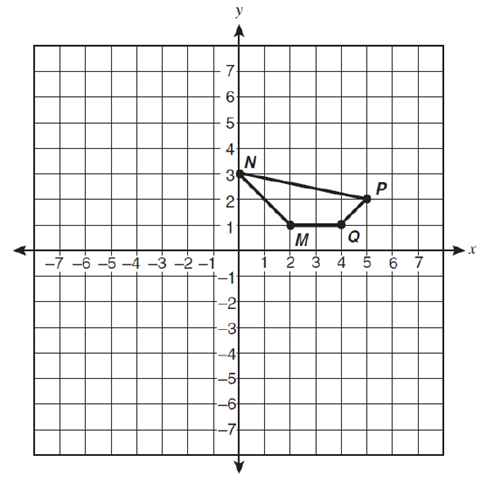 y
7
6
5
4
3 N
2 P
1
M Q
–7 –6 –5 –4 –3 –2 –1 1 2 3 4 5 6 7 x
–1
–2
–3
–4
–5
–6
–7